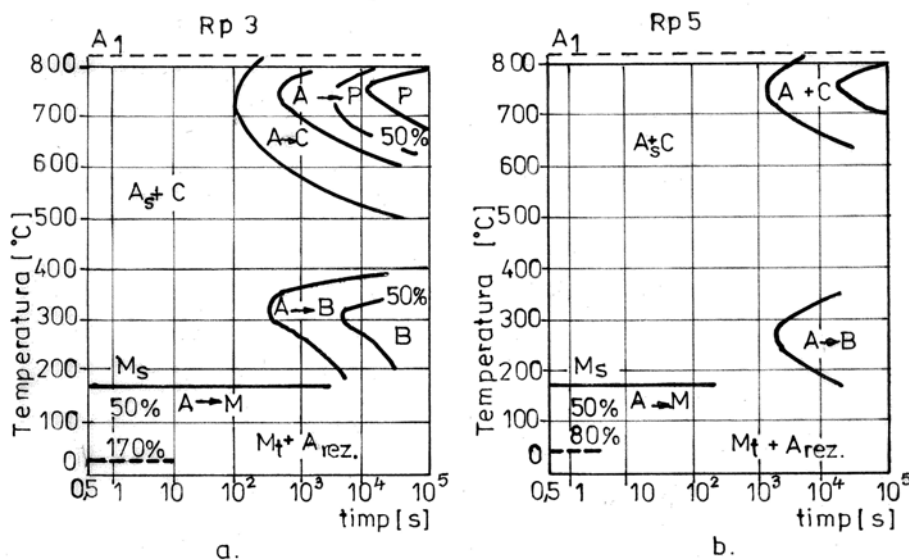 Rp 3
A1
800
700
600
500
400
300
200
100
0
Temperatura [°C]
A → P
P
A→C
50%
As+ C
A→B
50%
B
Ms
50% A→M
170%
Mt+ Arez.
0,5 1 10 10² 10³ 10⁴ 10⁵
timp [s]
a.
Rp 5
A1
800
700
600
500
400
300
200
100
0
Temperatura [°C]
A + C
As+C
A→B
Ms
50% A→M
80%
Mt + Arez.
0,5 1 10 10² 10³ 10⁴ 10⁵
timp [s]
b.